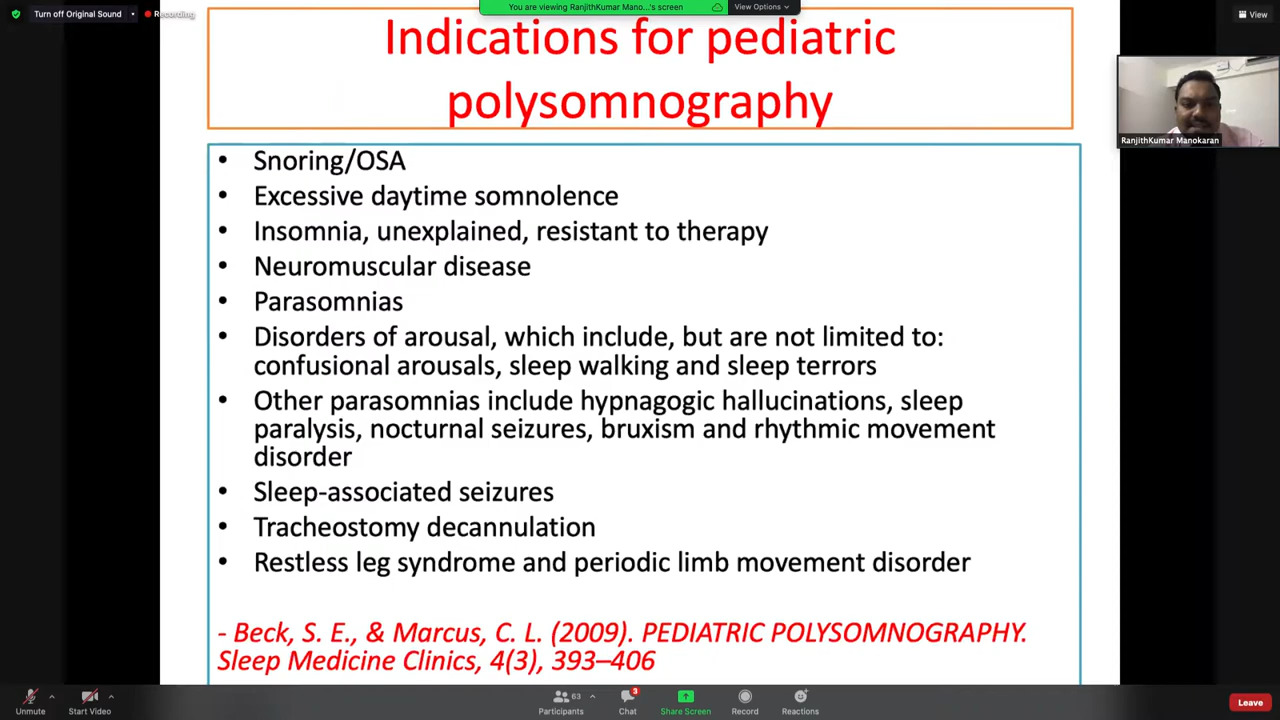 Turn off Original Sound
Recording
You are viewing RanjithKumar Mano...'s screen
View Options
View
Indications for pediatric
polysomnography
RanjithKumar Manokaran
• Snoring/OSA
• Excessive daytime somnolence
• Insomnia, unexplained, resistant to therapy
• Neuromuscular disease
• Parasomnias
• Disorders of arousal, which include, but are not limited to:
confusional arousals, sleep walking and sleep terrors
• Other parasomnias include hypnagogic hallucinations, sleep
paralysis, nocturnal seizures, bruxism and rhythmic movement
disorder
• Sleep-associated seizures
• Tracheostomy decannulation
• Restless leg syndrome and periodic limb movement disorder
- Beck, S. E., & Marcus, C. L. (2009). PEDIATRIC POLYSOMNOGRAPHY.
Sleep Medicine Clinics, 4(3), 393–406
Unmute
Start Video
63
Participants
3
Chat
Share Screen
Record
Reactions
Leave